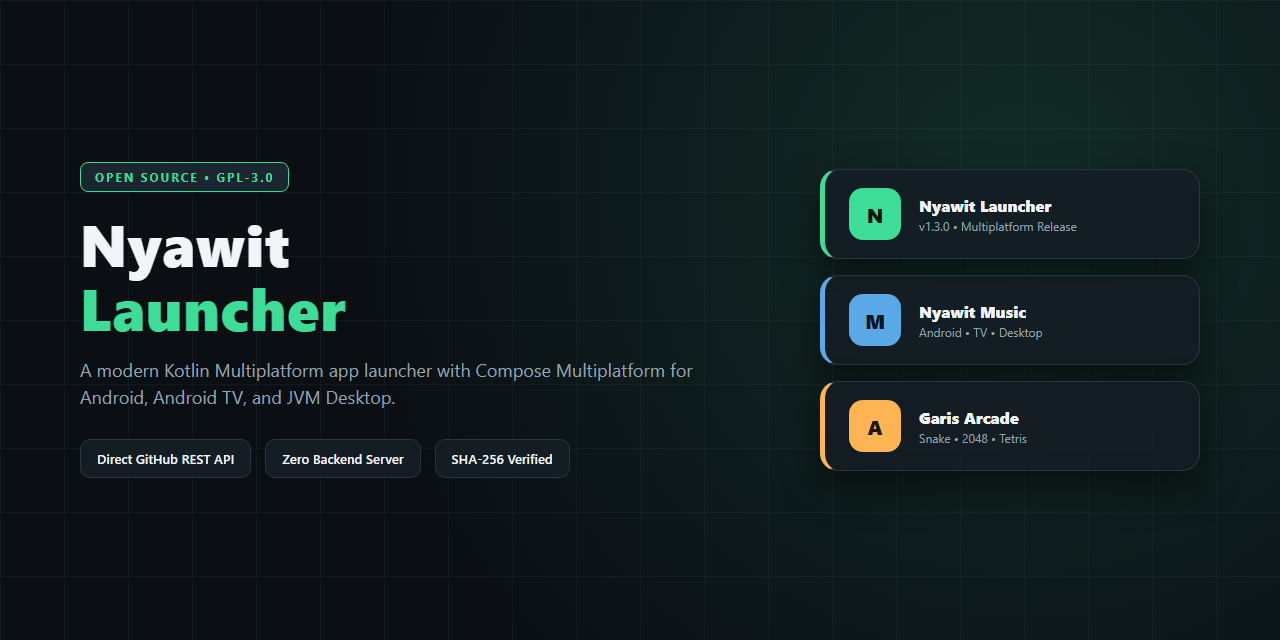 OPEN SOURCE • GPL-3.0
Nyawit
Launcher
A modern Kotlin Multiplatform app launcher with Compose Multiplatform for
Android, Android TV, and JVM Desktop.
Direct GitHub REST API
Zero Backend Server
SHA-256 Verified
N
Nyawit Launcher
v1.3.0 • Multiplatform Release
M
Nyawit Music
Android • TV • Desktop
A
Garis Arcade
Snake • 2048 • Tetris